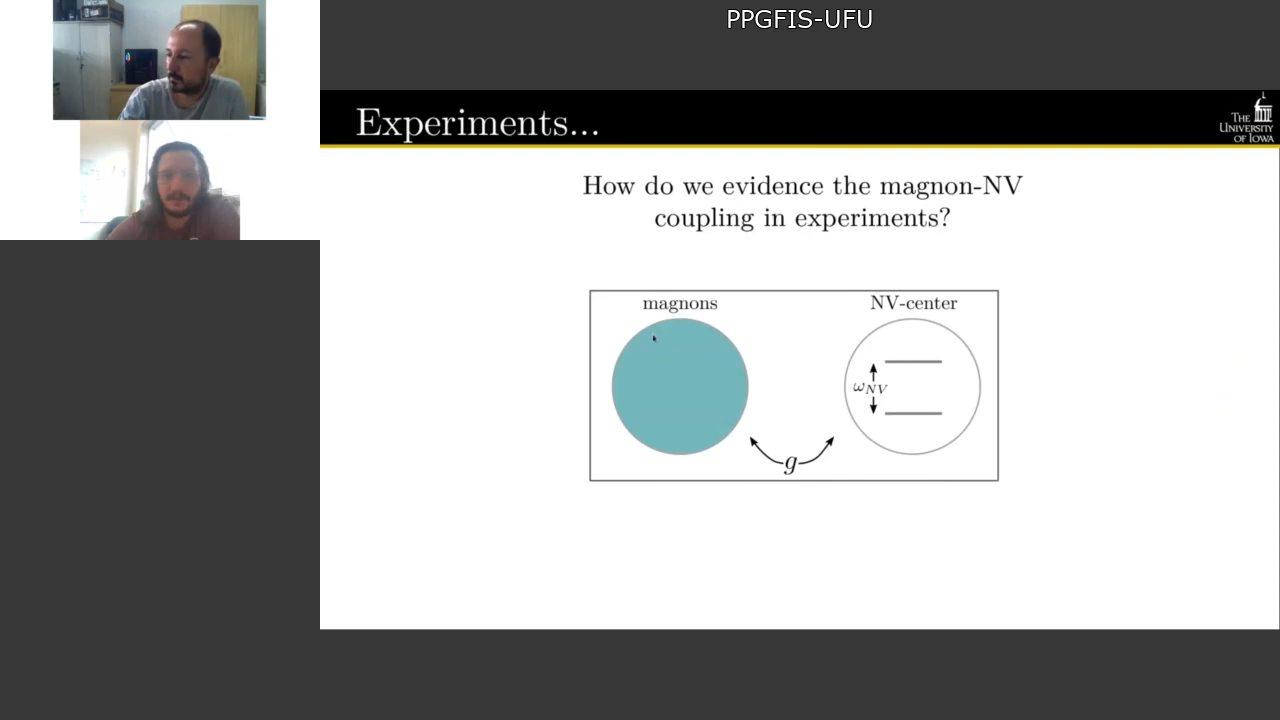 PPGFIS-UFU
Experiments...
THE
UNIVERSITY
OF IOWA
How do we evidence the magnon-NV
coupling in experiments?
magnons
NV-center
ωNV
g